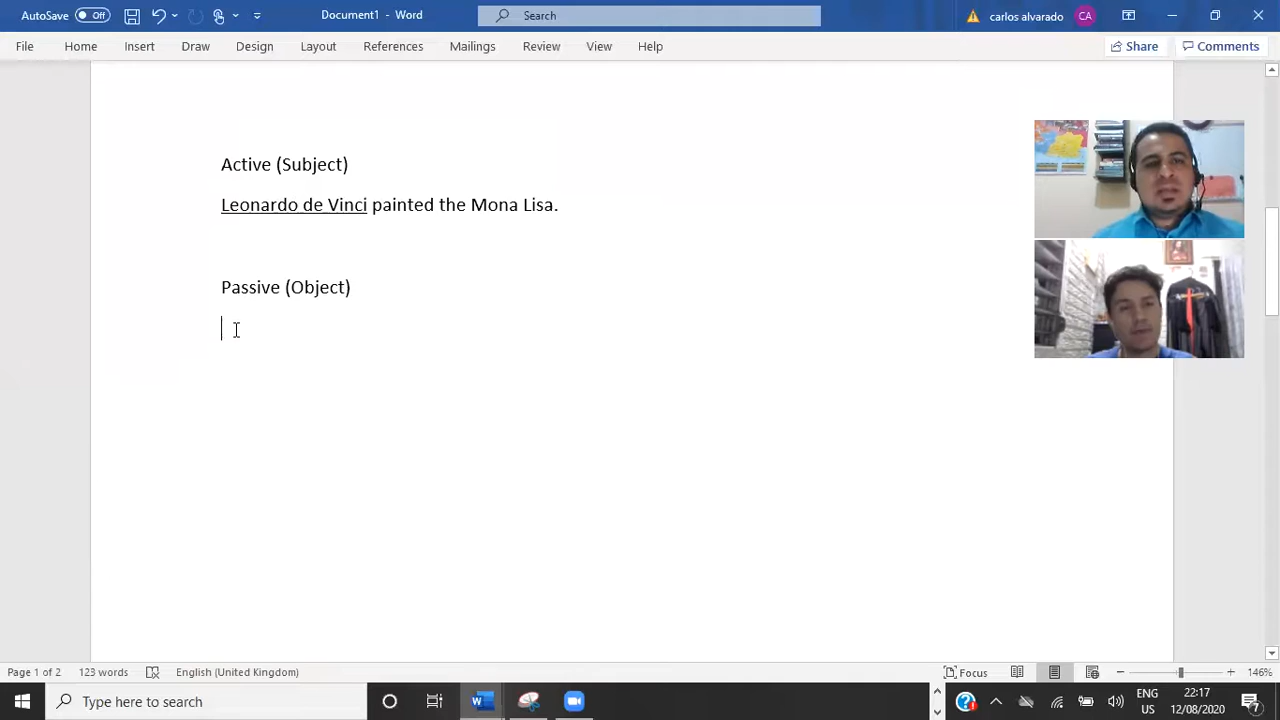 AutoSave Off Document1 - Word Search carlos alvarado CA
File Home Insert Draw Design Layout References Mailings Review View Help Share Comments
Active (Subject)
Leonardo de Vinci painted the Mona Lisa.
Passive (Object)
Page 1 of 2 123 words English (United Kingdom) Focus 146%
Type here to search ENG 22:17
US 12/08/2020 7